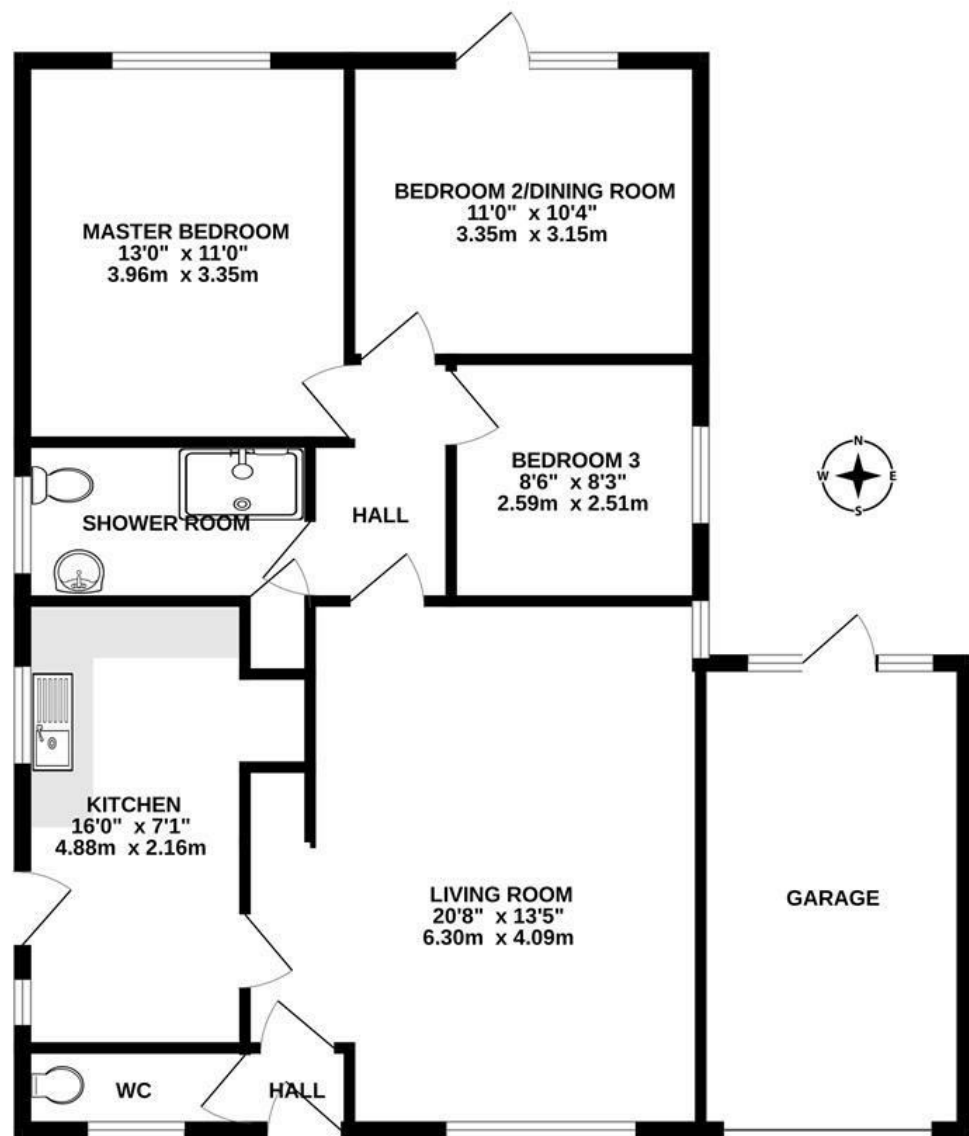 MASTER BEDROOM
13'0" x 11'0"
3.96m x 3.35m
BEDROOM 2/DINING ROOM
11'0" x 10'4"
3.35m x 3.15m
BEDROOM 3
8'6" x 8'3"
2.59m x 2.51m
N
W
E
S
SHOWER ROOM
HALL
KITCHEN
16'0" x 7'1"
4.88m x 2.16m
LIVING ROOM
20'8" x 13'5"
6.30m x 4.09m
GARAGE
WC
HALL